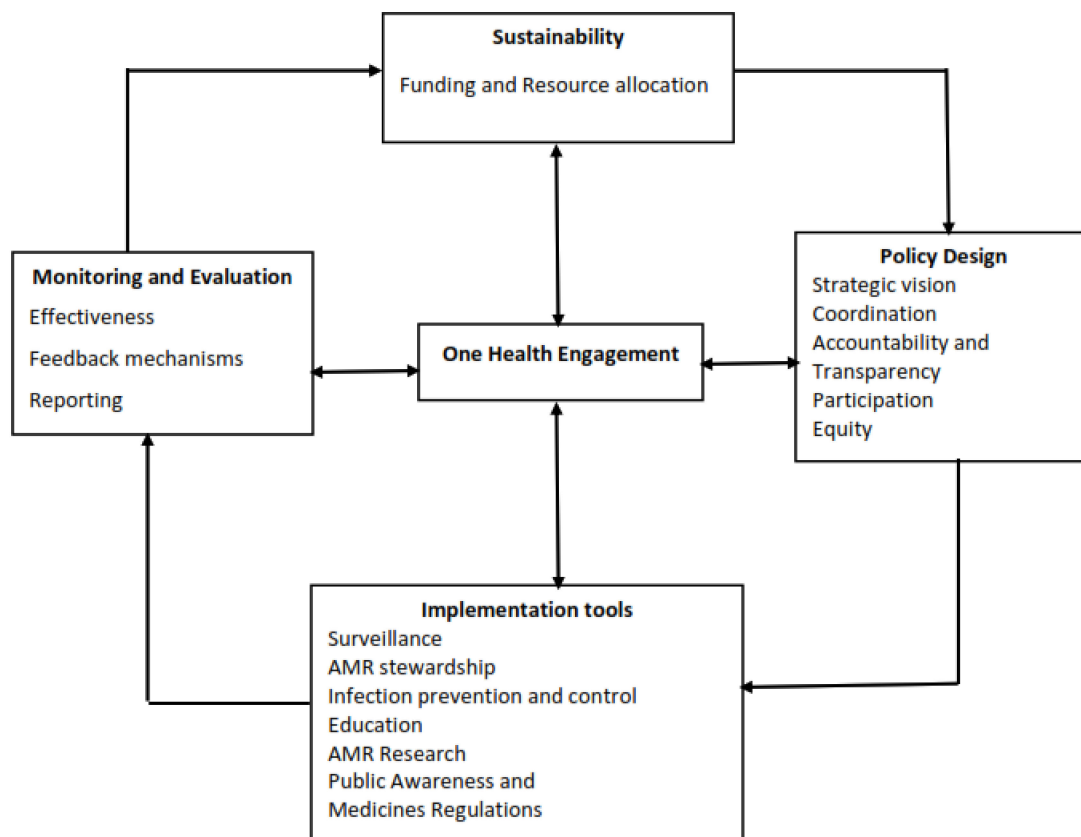 Sustainability
Funding and Resource allocation
Monitoring and Evaluation
Effectiveness
Feedback mechanisms
Reporting
One Health Engagement
Policy Design
Strategic vision
Coordination
Accountability and
Transparency
Participation
Equity
Implementation tools
Surveillance
AMR stewardship
Infection prevention and control
Education
AMR Research
Public Awareness and
Medicines Regulations